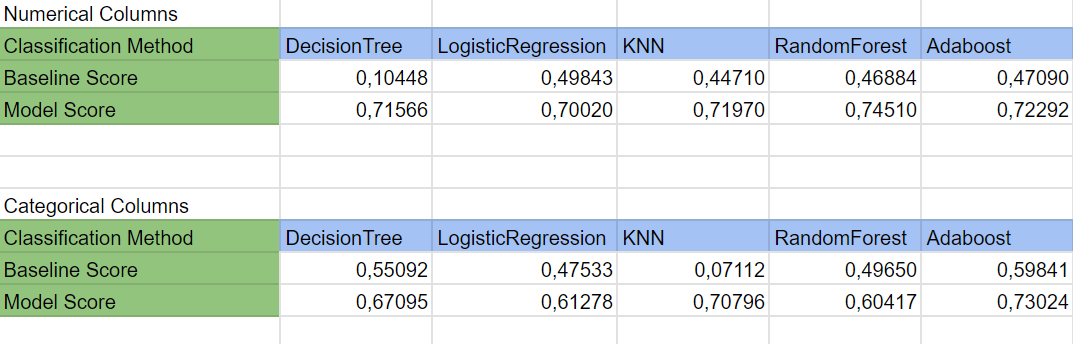 Numerical Columns
Classification Method DecisionTree LogisticRegression KNN RandomForest Adaboost
Baseline Score 0,10448 0,49843 0,44710 0,46884 0,47090
Model Score 0,71566 0,70020 0,71970 0,74510 0,72292
Categorical Columns
Classification Method DecisionTree LogisticRegression KNN RandomForest Adaboost
Baseline Score 0,55092 0,47533 0,07112 0,49650 0,59841
Model Score 0,67095 0,61278 0,70796 0,60417 0,73024